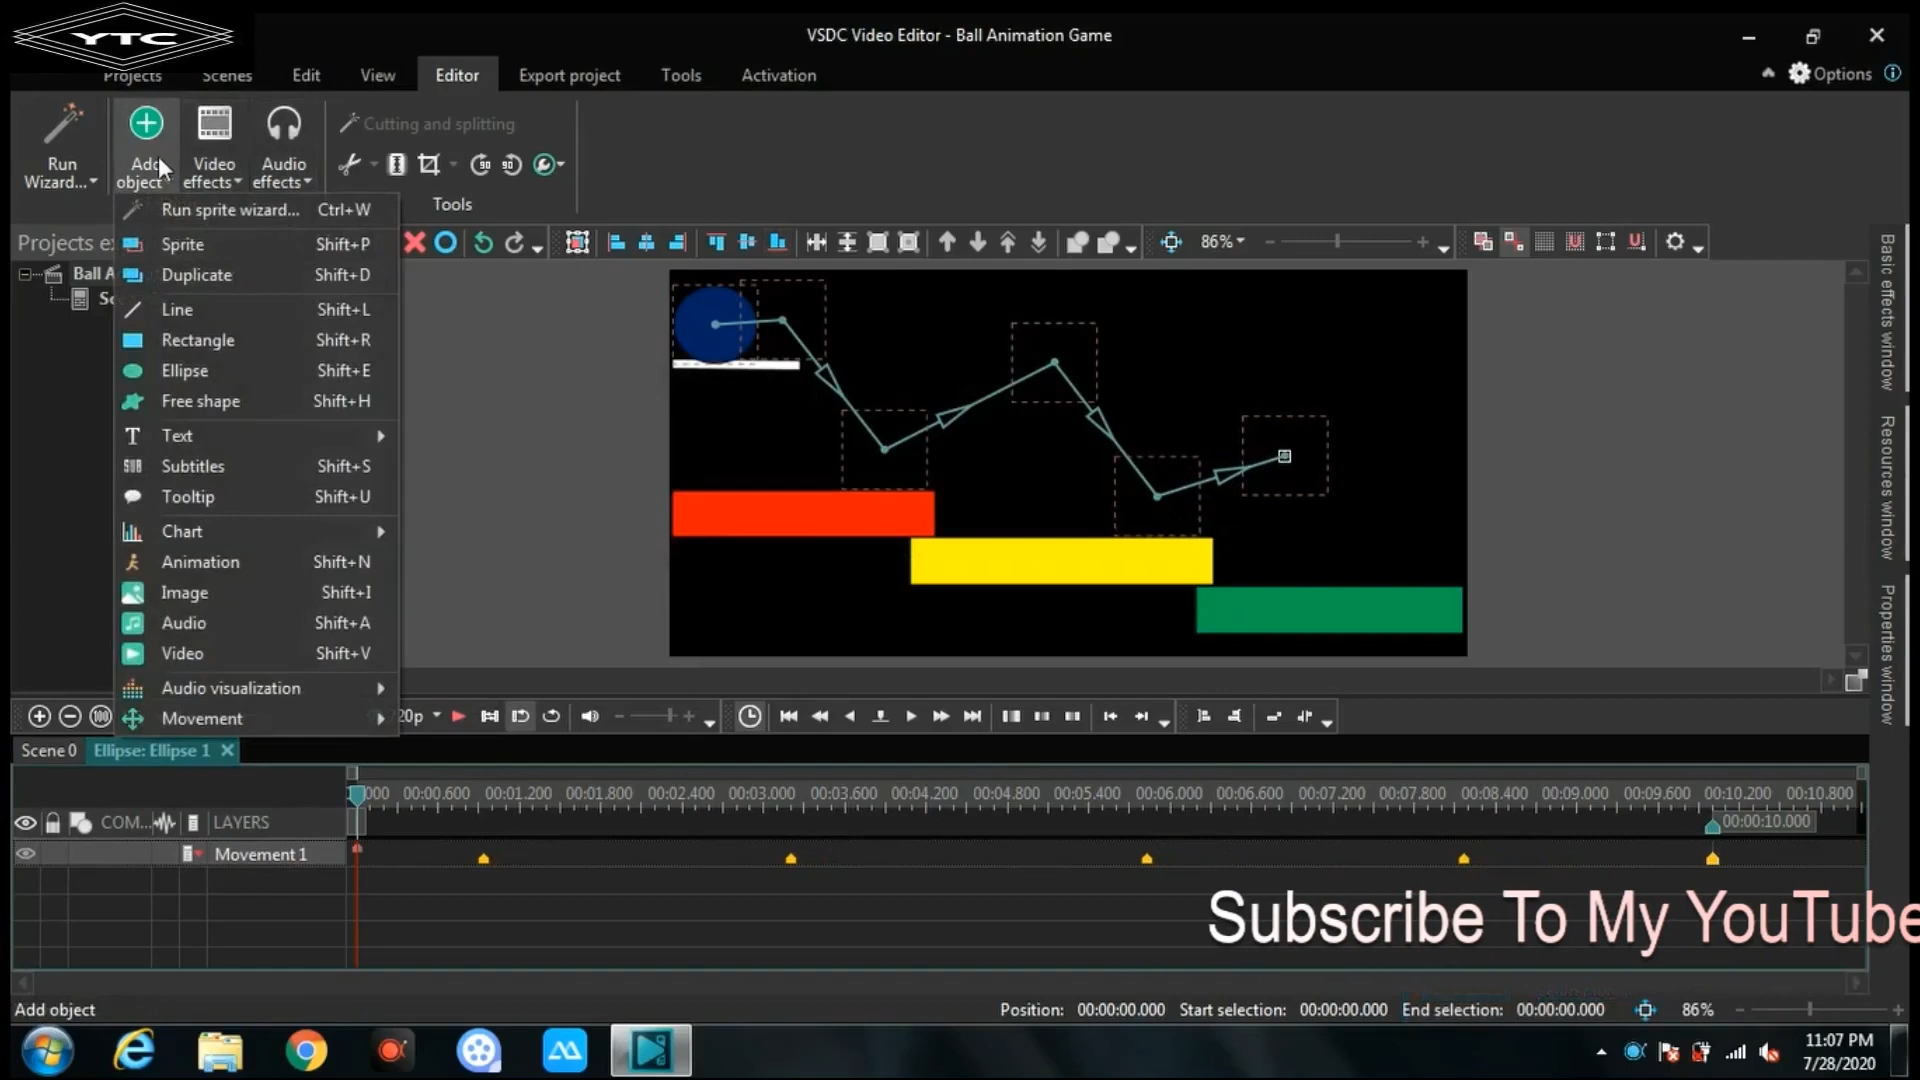 YTC
VSDC Video Editor - Ball Animation Game
Projects Scenes Edit View Editor Export project Tools Activation
Options
Cutting and splitting
Run Wizard...
Add object
Video effects
Audio effects
Tools
Run sprite wizard... Ctrl+W
Sprite Shift+P
Duplicate Shift+D
Line Shift+L
Rectangle Shift+R
Ellipse Shift+E
Free shape Shift+H
Text
Subtitles Shift+S
Tooltip Shift+U
Chart
Animation Shift+N
Image Shift+I
Audio Shift+A
Video Shift+V
Audio visualization
Movement
Projects ex
Ball A
Sc
86%
Basic effects window
Resources window
Properties window
20p
Scene 0 Ellipse: Ellipse 1
000 00:00.600 00:01.200 00:01.800 00:02.400 00:03.000 00:03.600 00:04.200 00:04.800 00:05.400 00:06.000 00:06.600 00:07.200 00:07.800 00:08.400 00:09.000 00:09.600 00:10.200 00:10.800
00:00:10.000
COM... LAYERS
Movement 1
Subscribe To My YouTube
Add object
Position: 00:00:00.000 Start selection: 00:00:00.000 End selection: 00:00:00.000 86%
11:07 PM
7/28/2020